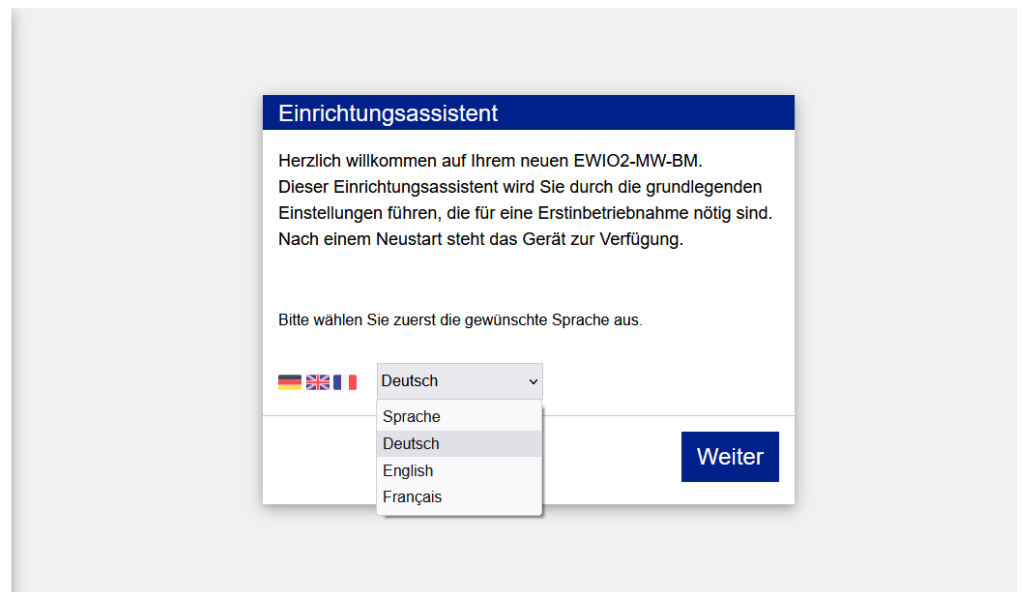 Einrichtungsassistent
Herzlich willkommen auf Ihrem neuen EWIO2-MW-BM.
Dieser Einrichtungsassistent wird Sie durch die grundlegenden
Einstellungen führen, die für eine Erstinbetriebnahme nötig sind.
Nach einem Neustart steht das Gerät zur Verfügung.
Bitte wählen Sie zuerst die gewünschte Sprache aus.
Deutsch
Sprache
Deutsch
English
Français
Weiter